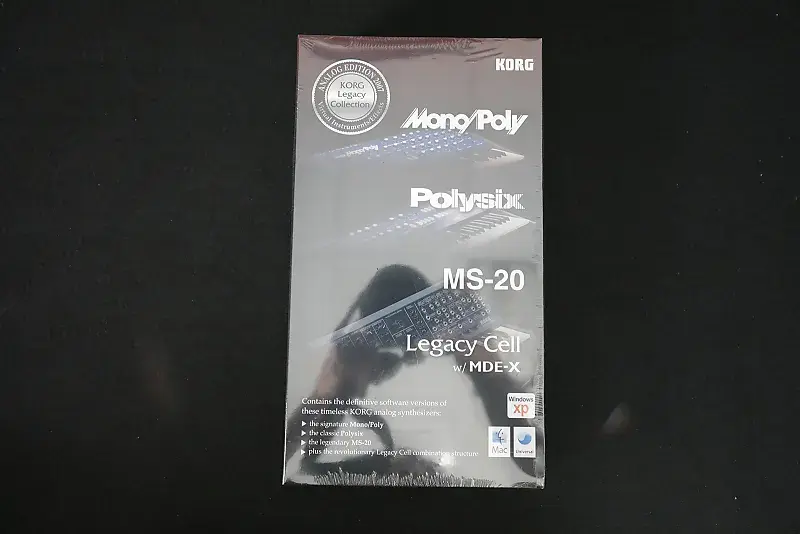 KORG
ANALOG EDITION 2007
KORG
Legacy
Collection
Virtual Instruments/Effects
Mono/Poly
Polysix
MS-20
Legacy Cell
w/ MDE-X
Contains the definitive software versions of
these timeless KORG analog synthesizers:
▶ the signature Mono/Poly
▶ the classic Polysix
▶ the legendary MS-20
▶ plus the revolutionary Legacy Cell combination structure
Windows
xp
Mac
Universal